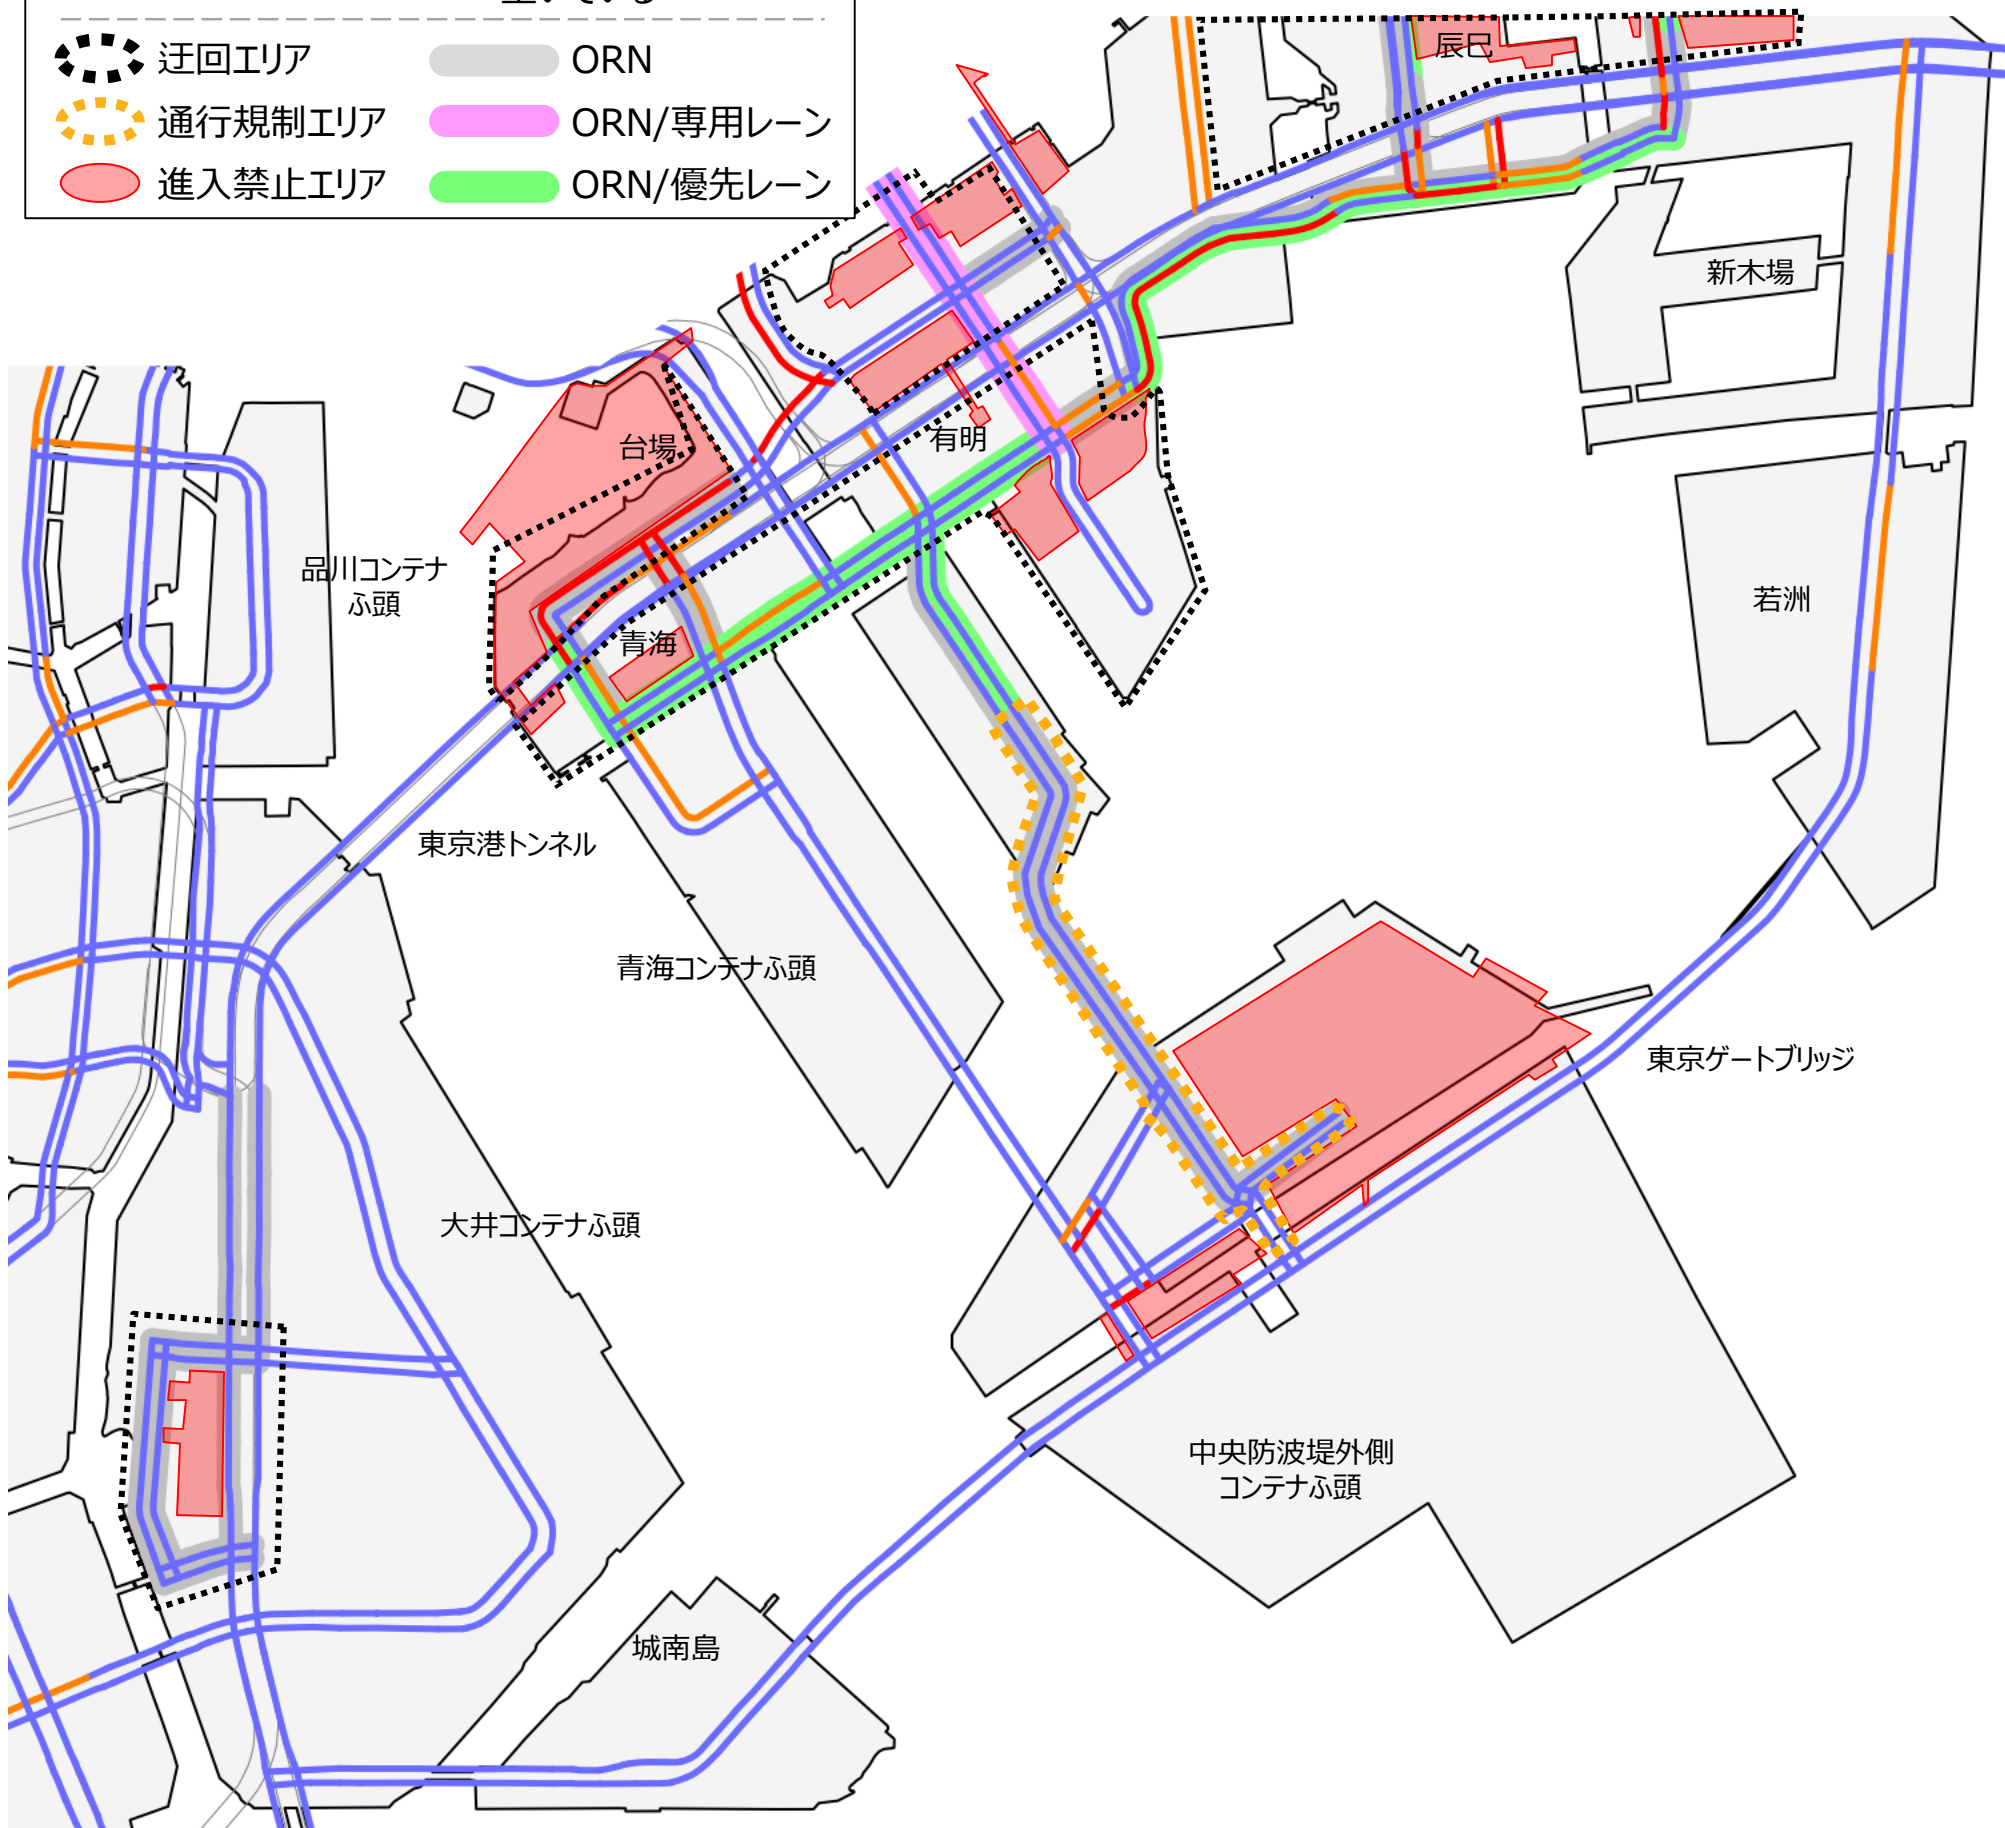 空いている
迂回エリア
ORN
通行規制エリア
ORN/専用レーン
進入禁止エリア
ORN/優先レーン
辰巳
新木場
有明
台場
品川コンテナ
ふ頭
若洲
青海
東京港トンネル
青海コンテナふ頭
東京ゲートブリッジ
大井コンテナふ頭
中央防波堤外側
コンテナふ頭
城南島